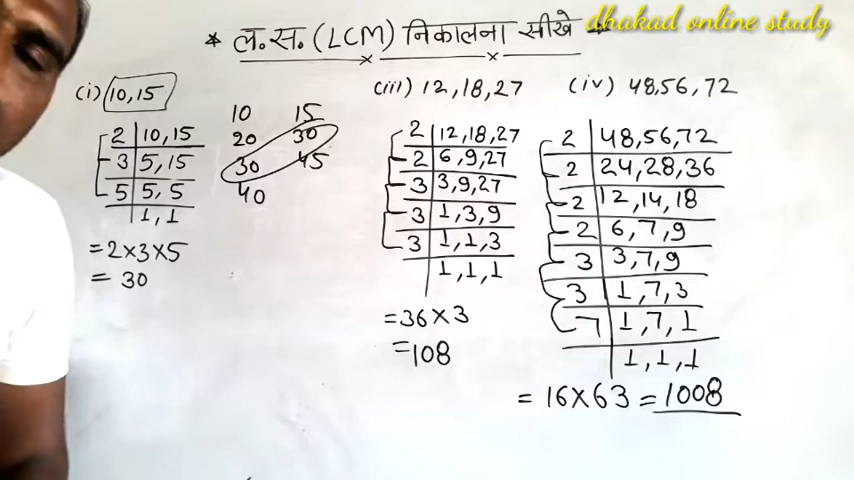 * ल.स. (LCM) निकालना सीखे *
dhakad online study
(i) 10,15
2 | 10,15
3 | 5,15
5 | 5,5
1,1
= 2×3×5
= 30
10 15
20 30
30 45
40
(iii) 12,18,27
2 | 12,18,27
2 | 6,9,27
3 | 3,9,27
3 | 1,3,9
3 | 1,1,3
1,1,1
= 36×3
= 108
(iv) 48,56,72
2 | 48,56,72
2 | 24,28,36
2 | 12,14,18
2 | 6,7,9
3 | 3,7,9
3 | 1,7,3
7 | 1,7,1
1,1,1
= 16×63 = 1008